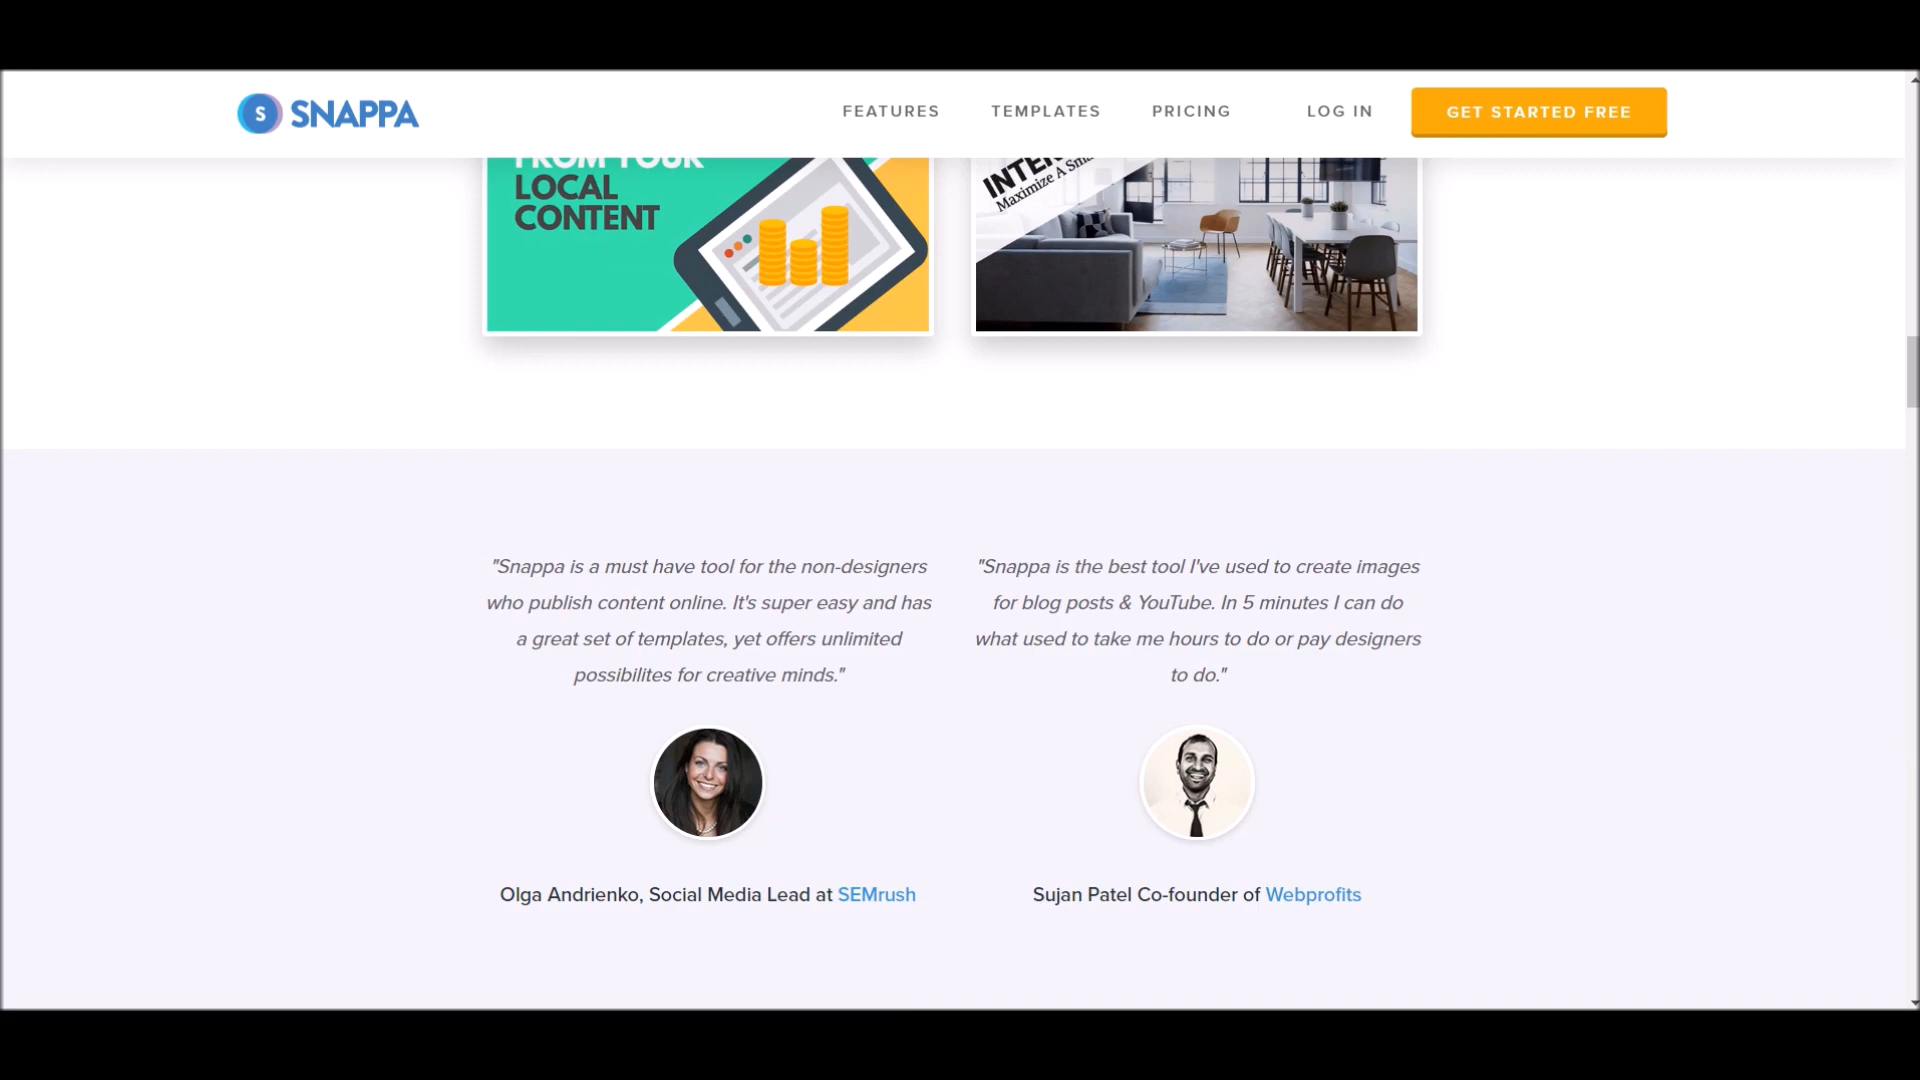 S SNAPPA
FEATURES
TEMPLATES
PRICING
LOG IN
GET STARTED FREE
FROM YOUR
LOCAL
CONTENT
Maximize A
"Snappa is a must have tool for the non-designers
who publish content online. It's super easy and has
a great set of templates, yet offers unlimited
possibilites for creative minds."
Olga Andrienko, Social Media Lead at SEMrush
"Snappa is the best tool I've used to create images
for blog posts & YouTube. In 5 minutes I can do
what used to take me hours to do or pay designers
to do."
Sujan Patel Co-founder of Webprofits